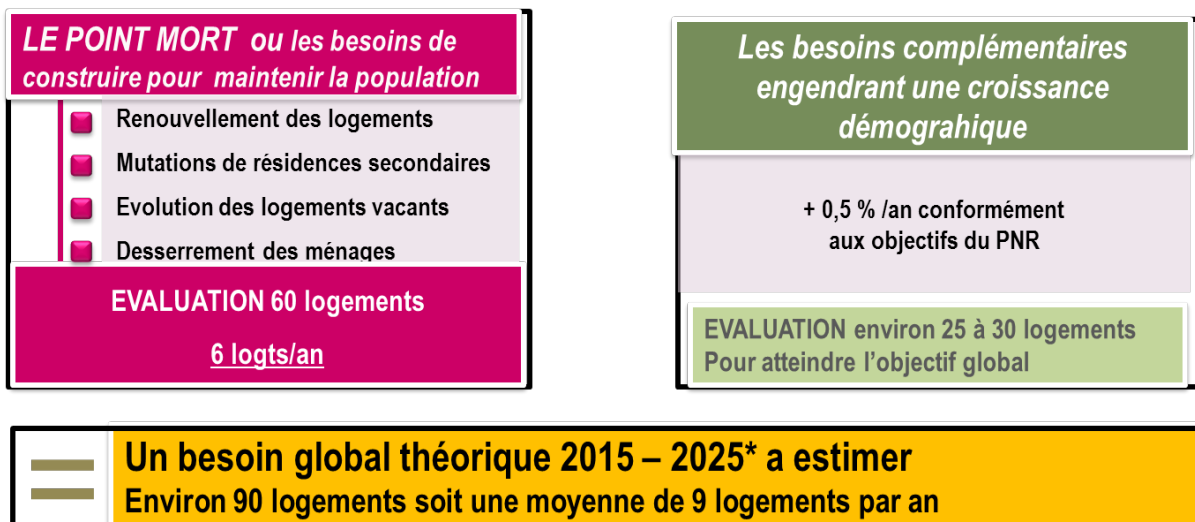 LE POINT MORT ou les besoins de
construire pour maintenir la population
Renouvellement des logements
Mutations de résidences secondaires
Evolution des logements vacants
Desserrement des ménages
EVALUATION 60 logements
6 logts/an
Les besoins complémentaires
engendrant une croissance
démograhique
+ 0,5 % /an conformément
aux objectifs du PNR
EVALUATION environ 25 à 30 logements
Pour atteindre l’objectif global
= Un besoin global théorique 2015 – 2025* a estimer
Environ 90 logements soit une moyenne de 9 logements par an